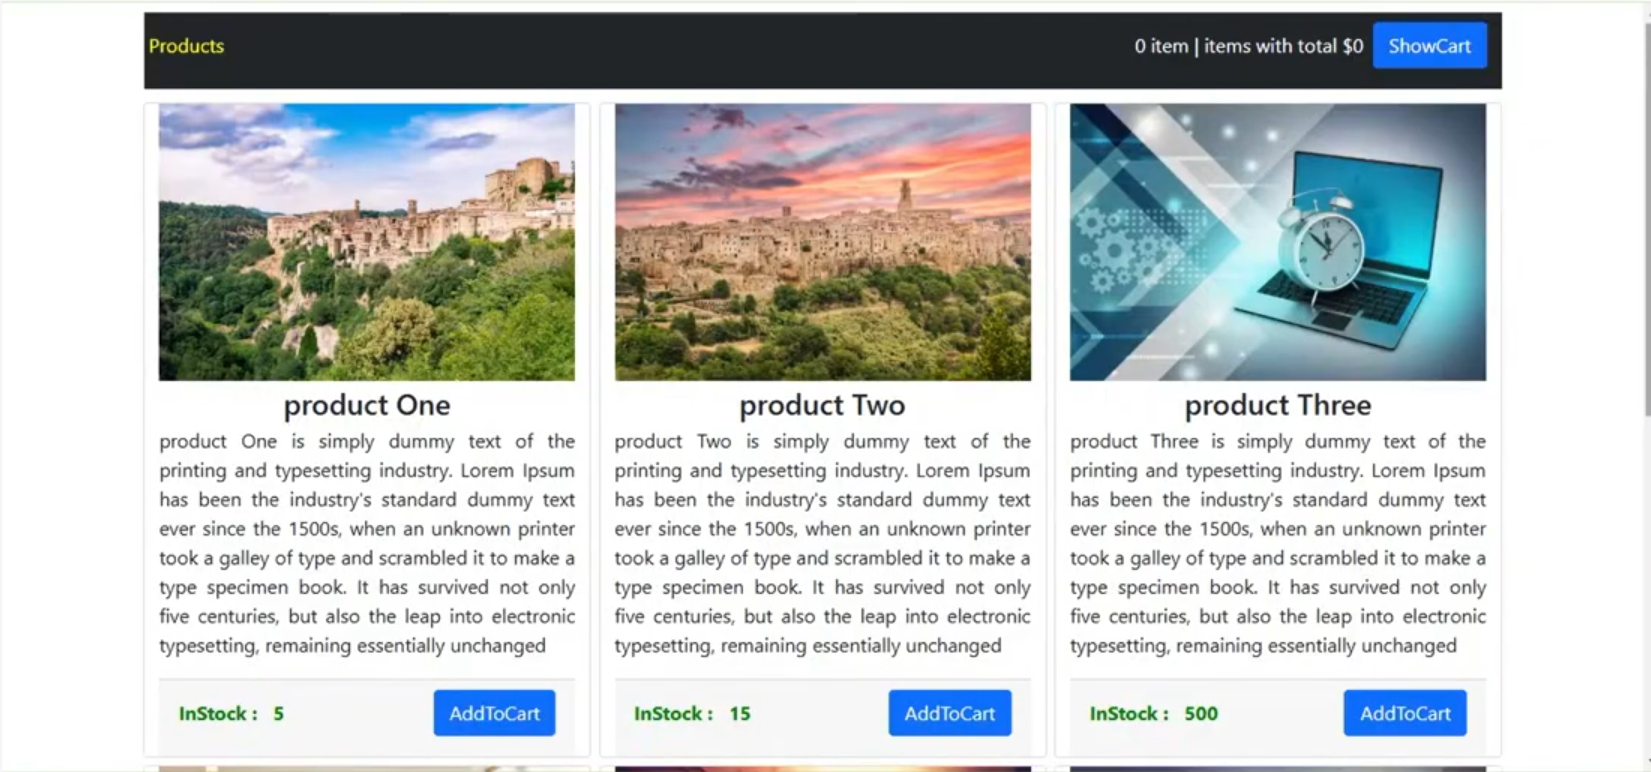 Products
0 item | items with total $0
ShowCart
product One
product One is simply dummy text of the
printing and typesetting industry. Lorem Ipsum
has been the industry's standard dummy text
ever since the 1500s, when an unknown printer
took a galley of type and scrambled it to make a
type specimen book. It has survived not only
five centuries, but also the leap into electronic
typesetting, remaining essentially unchanged
InStock : 5
AddToCart
product Two
product Two is simply dummy text of the
printing and typesetting industry. Lorem Ipsum
has been the industry's standard dummy text
ever since the 1500s, when an unknown printer
took a galley of type and scrambled it to make a
type specimen book. It has survived not only
five centuries, but also the leap into electronic
typesetting, remaining essentially unchanged
InStock : 15
AddToCart
product Three
product Three is simply dummy text of the
printing and typesetting industry. Lorem Ipsum
has been the industry's standard dummy text
ever since the 1500s, when an unknown printer
took a galley of type and scrambled it to make a
type specimen book. It has survived not only
five centuries, but also the leap into electronic
typesetting, remaining essentially unchanged
InStock : 500
AddToCart